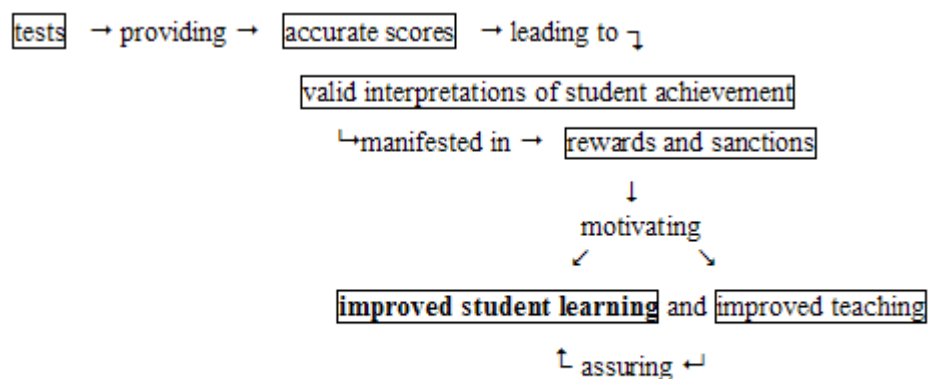 tests → providing → accurate scores → leading to ↴
valid interpretations of student achievement
↳manifested in → rewards and sanctions
↓
motivating
↙ ↘
improved student learning and improved teaching
↑ assuring ↵